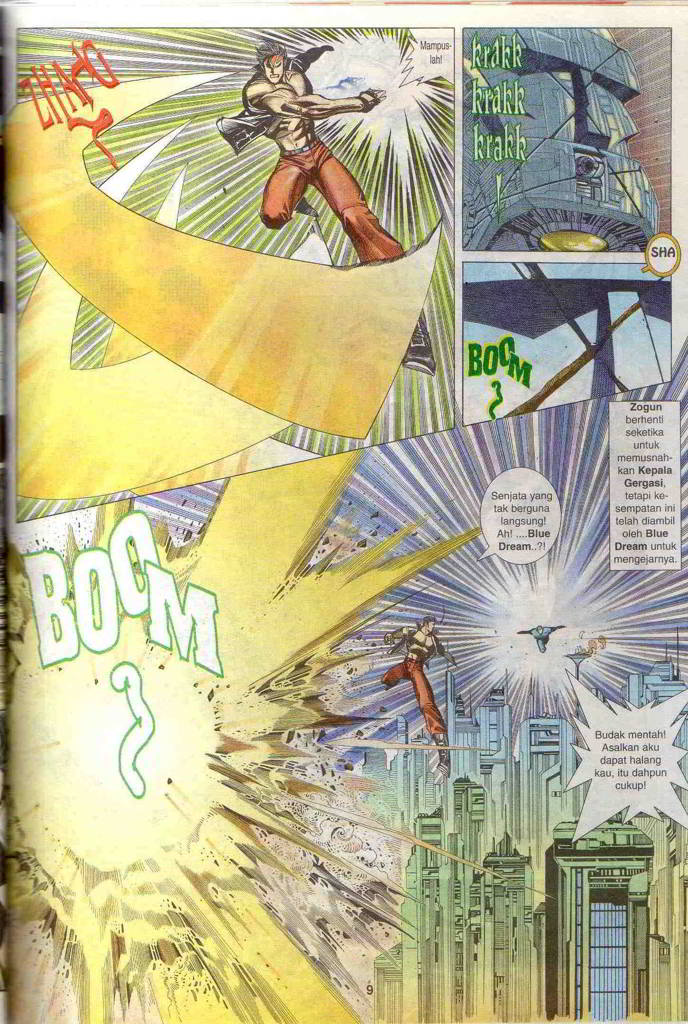 ZHAP
Mampus-
lah!
krakk
krakk
krakk
!
SHA
BOOM
Zogun
berhenti
seketika
untuk
memusnah-
kan Kepala
Gergasi,
tetapi ke-
sempatan ini
telah diambil
oleh Blue
Dream untuk
mengejarnya.
Senjata yang
tak berguna
langsung!
Ah! ....Blue
Dream..?!
BOOM
Budak mentah!
Asalkan aku
dapat halang
kau, itu dahpun
cukup!
9